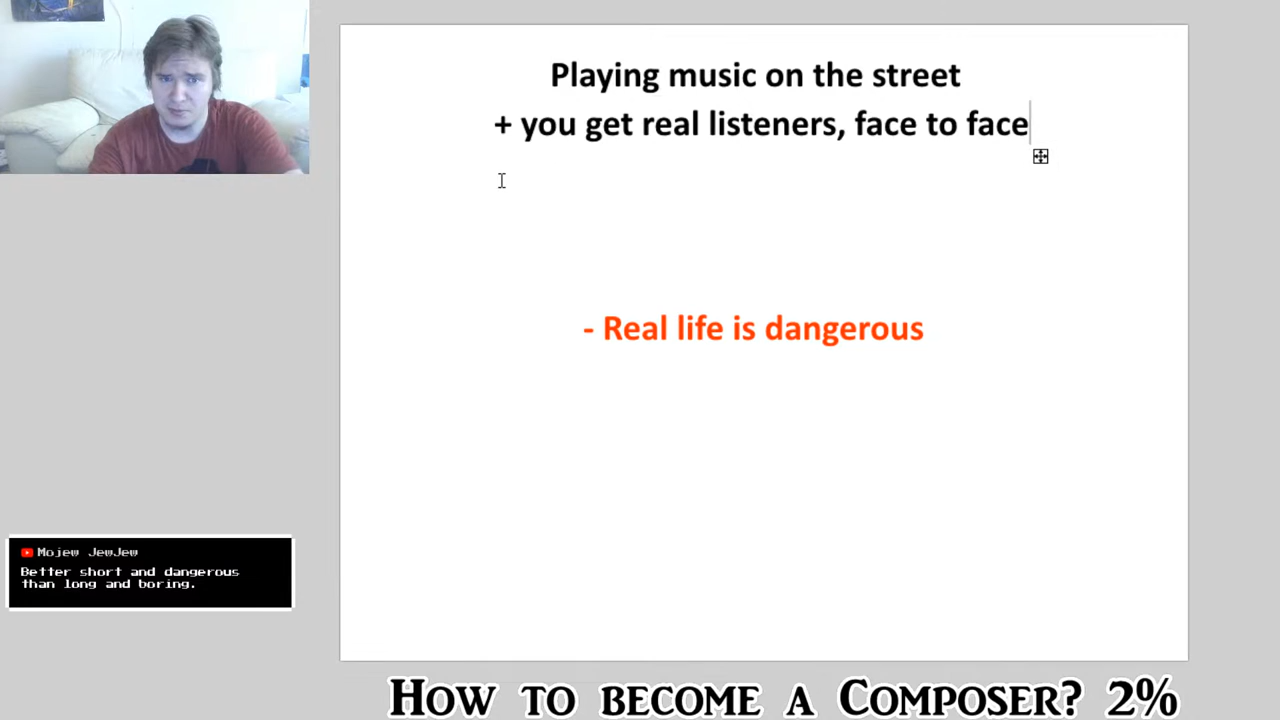 Playing music on the street
+ you get real listeners, face to face
- Real life is dangerous
Mojew JewJew
Better short and dangerous
than long and boring.
How to become a Composer? 2%